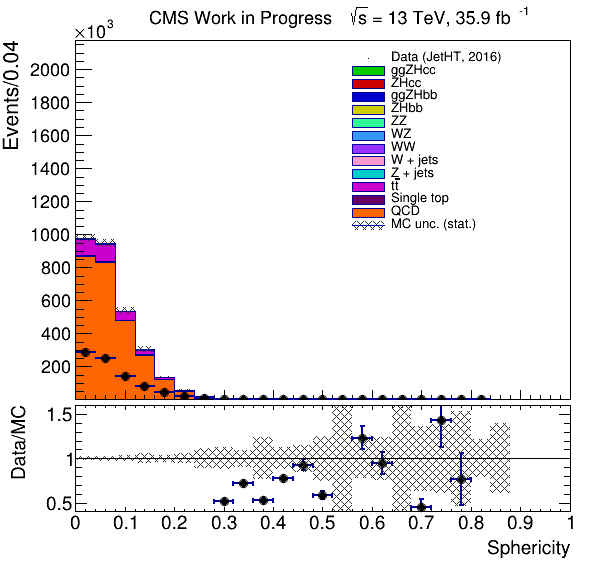 CMS Work in Progress √s = 13 TeV, 35.9 fb⁻¹
×10³
Events/0.04
2000
1800
1600
1400
1200
1000
800
600
400
200
Data (JetHT, 2016)
ggZHcc
ZHcc
ggZHbb
ZHbb
ZZ
WZ
WW
W + jets
Z + jets
tt̅
Single top
QCD
MC unc. (stat.)
Data/MC
1.5
1
0.5
0 0.1 0.2 0.3 0.4 0.5 0.6 0.7 0.8 0.9 1
Sphericity